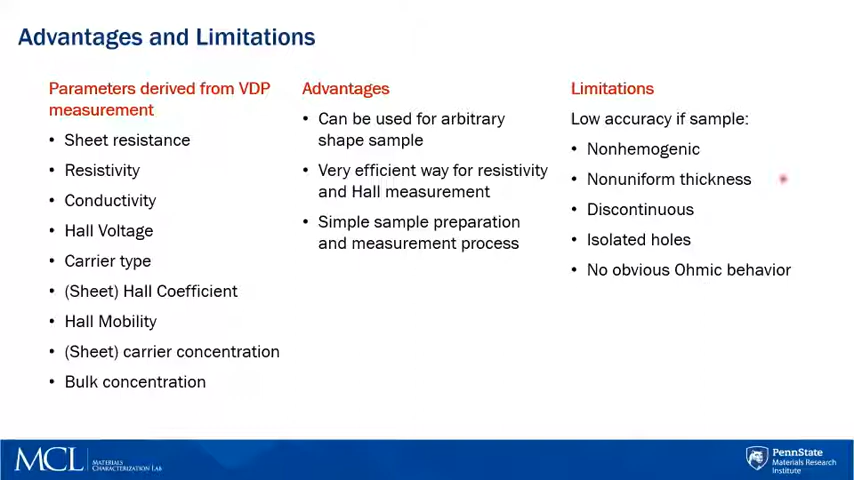 Advantages and Limitations
Parameters derived from VDP
measurement
• Sheet resistance
• Resistivity
• Conductivity
• Hall Voltage
• Carrier type
• (Sheet) Hall Coefficient
• Hall Mobility
• (Sheet) carrier concentration
• Bulk concentration
Advantages
• Can be used for arbitrary
shape sample
• Very efficient way for resistivity
and Hall measurement
• Simple sample preparation
and measurement process
Limitations
Low accuracy if sample:
• Nonhemogenic
• Nonuniform thickness
• Discontinuous
• Isolated holes
• No obvious Ohmic behavior
MCL
Materials
Characterization Lab
PennState
Materials Research
Institute